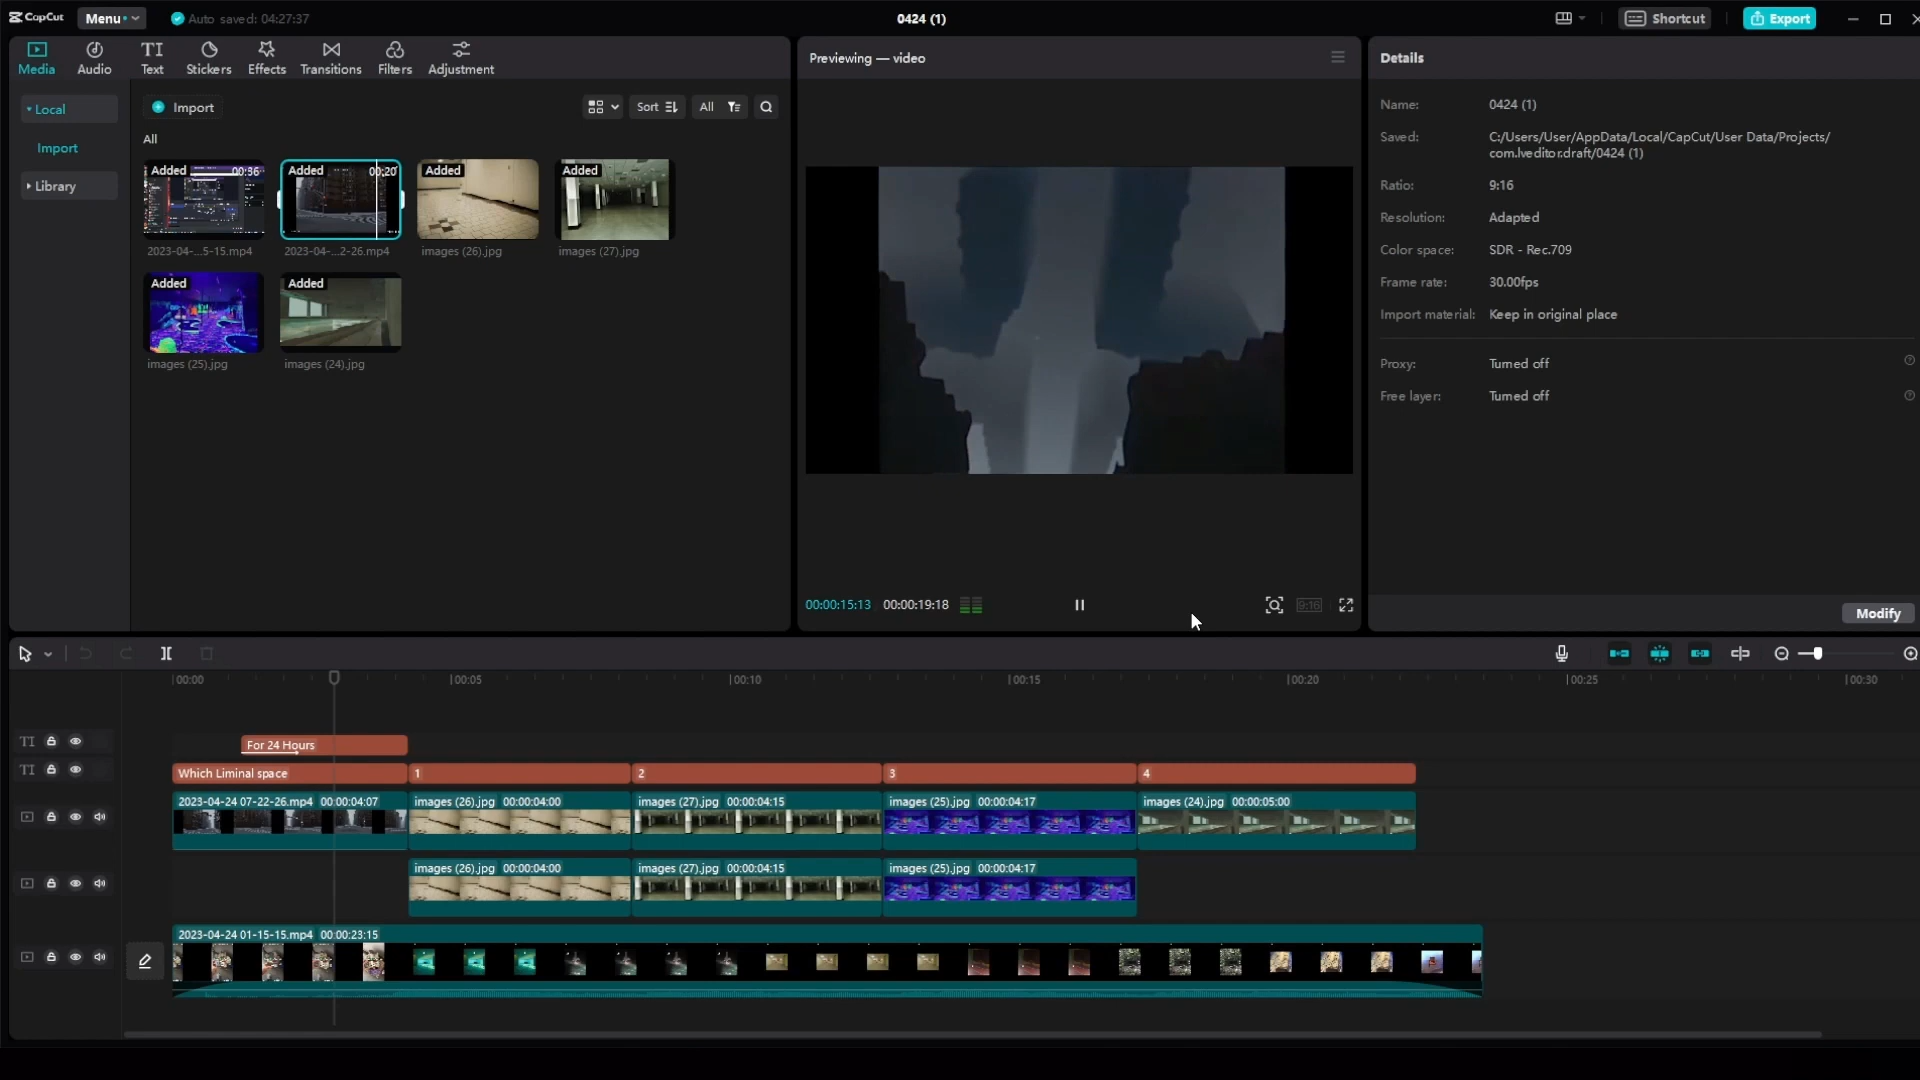 CapCut Menu Auto saved: 04:27:37 0424 (1) Shortcut Export
Media Audio Text Stickers Effects Transitions Filters Adjustment
Local
Import
Library
Import Sort All
All
Added 00:36 Added 00:20 Added Added
2023-04-...5-15.mp4 2023-04-...2-26.mp4 images (26).jpg images (27).jpg
Added Added
images (25).jpg images (24).jpg
Previewing — video
00:00:15:13 00:00:19:18 9:16
Details
Name: 0424 (1)
Saved: C:/Users/User/AppData/Local/CapCut/User Data/Projects/
com.lveditor.draft/0424 (1)
Ratio: 9:16
Resolution: Adapted
Color space: SDR - Rec.709
Frame rate: 30.00fps
Import material: Keep in original place
Proxy: Turned off
Free layer: Turned off
Modify
00:00 00:05 00:10 00:15 00:20 00:25 00:30
TI For 24 Hours
TI Which Liminal space 1 2 3 4
2023-04-24 07-22-26.mp4 00:00:04:07 images (26).jpg 00:00:04:00 images (27).jpg 00:00:04:15 images (25).jpg 00:00:04:17 images (24).jpg 00:00:05:00
images (26).jpg 00:00:04:00 images (27).jpg 00:00:04:15 images (25).jpg 00:00:04:17
2023-04-24 01-15-15.mp4 00:00:23:15